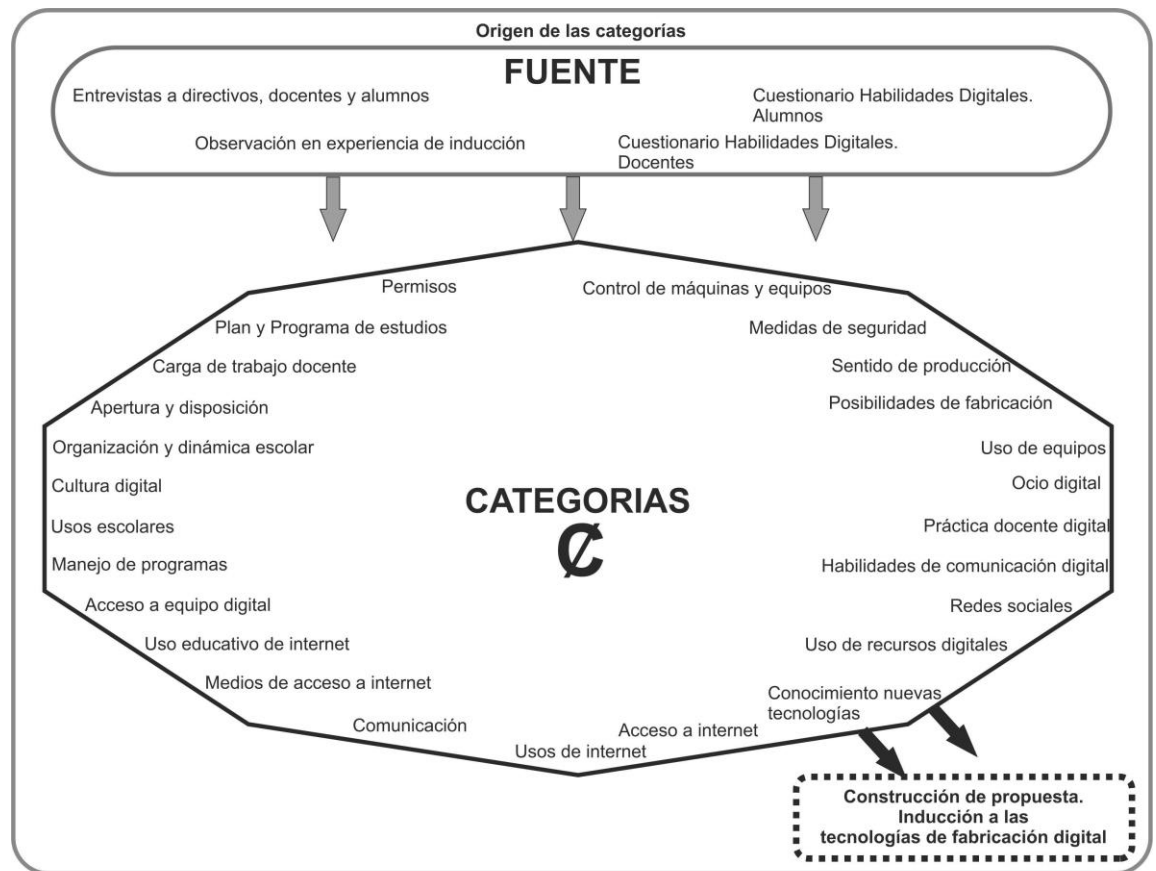 Origen de las categorías
FUENTE
Entrevistas a directivos, docentes y alumnos
Cuestionario Habilidades Digitales.
Alumnos
Observación en experiencia de inducción
Cuestionario Habilidades Digitales.
Docentes
Permisos
Control de máquinas y equipos
Plan y Programa de estudios
Medidas de seguridad
Carga de trabajo docente
Sentido de producción
Apertura y disposición
Posibilidades de fabricación
Organización y dinámica escolar
Uso de equipos
Cultura digital
Ocio digital
CATEGORIAS
₡
Usos escolares
Práctica docente digital
Manejo de programas
Habilidades de comunicación digital
Acceso a equipo digital
Redes sociales
Uso educativo de internet
Uso de recursos digitales
Medios de acceso a internet
Conocimiento nuevas
tecnologías
Comunicación
Acceso a internet
Usos de internet
Construcción de propuesta.
Inducción a las
tecnologías de fabricación digital